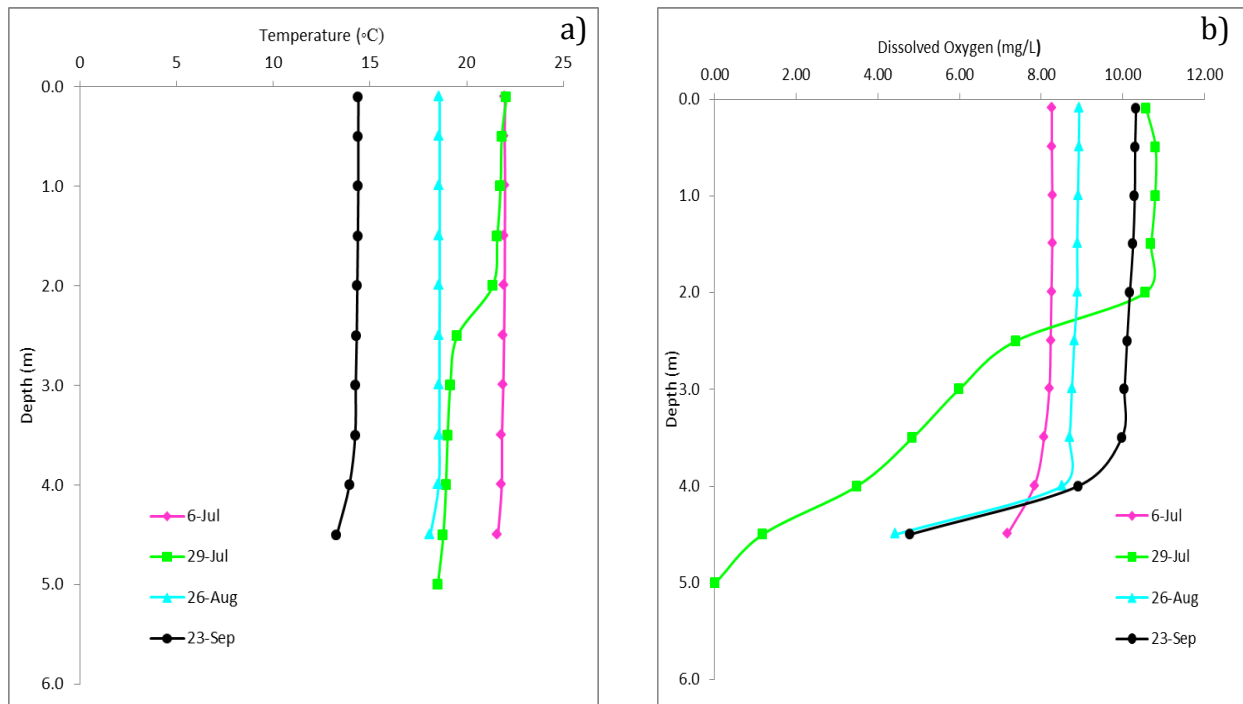 a)
Temperature (◦C)
0 5 10 15 20 25
0.0
1.0
2.0
3.0
4.0
5.0
6.0
Depth (m)
6-Jul
29-Jul
26-Aug
23-Sep
b)
Dissolved Oxygen (mg/L)
0.00 2.00 4.00 6.00 8.00 10.00 12.00
0.0
1.0
2.0
3.0
4.0
5.0
6.0
Depth (m)
6-Jul
29-Jul
26-Aug
23-Sep